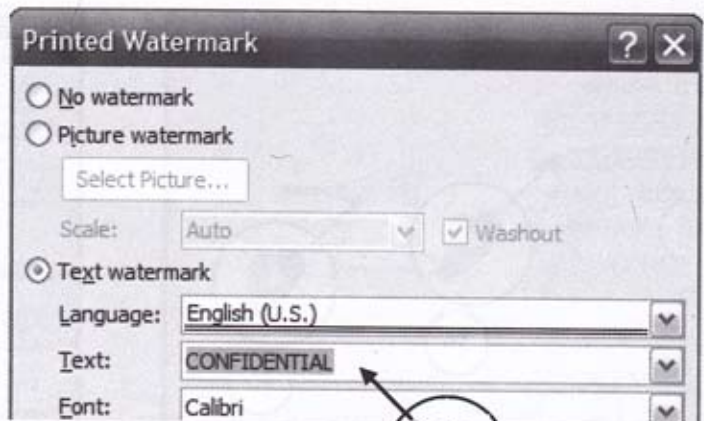 Printed Watermark
No watermark
Picture watermark
Select Picture...
Scale: Auto Washout
Text watermark
Language: English (U.S.)
Text: CONFIDENTIAL
Font: Calibri